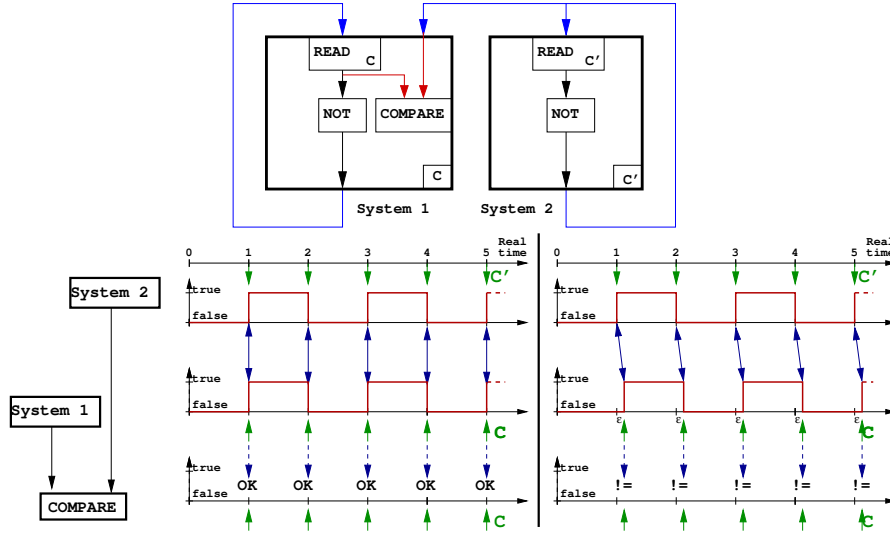 READ
C
NOT
COMPARE
C
System 1
READ
C'
NOT
C'
System 2
0 1 2 3 4 5 Real time
C'
true
false
true
false
C
true
false
OK OK OK OK OK
C
0 1 2 3 4 5 Real time
C'
true
false
true
false
ε ε ε ε ε
C
true
false
!= != != != !=
C
System 2
System 1
COMPARE